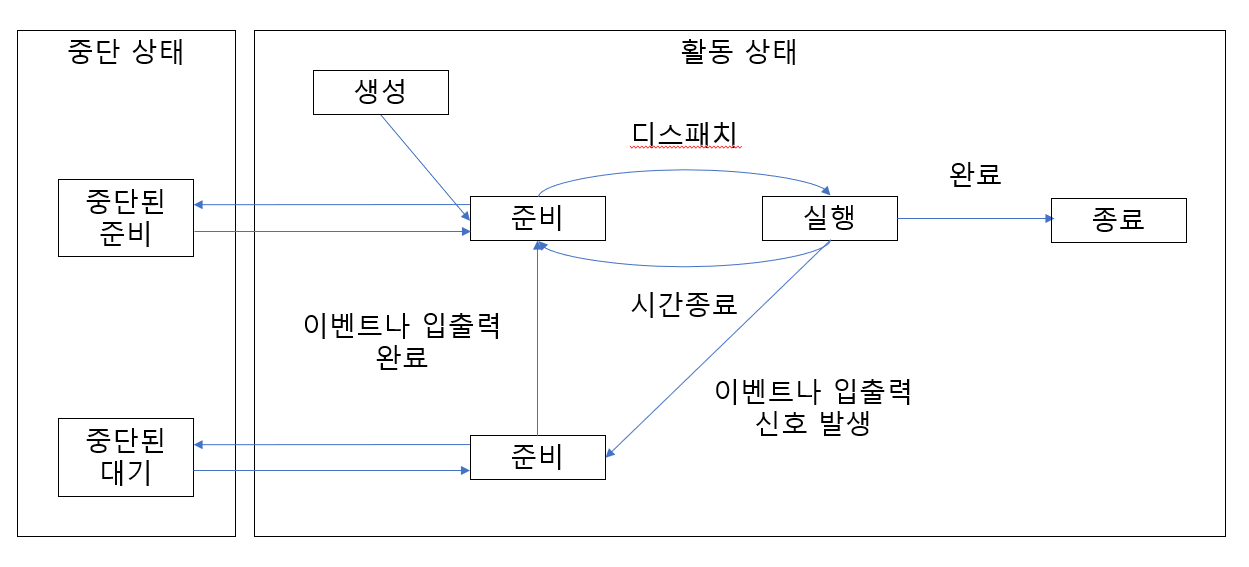 중단 상태
활동 상태
생성
디스패치
완료
중단된
준비
준비
실행
종료
시간종료
이벤트나 입출력
완료
이벤트나 입출력
신호 발생
중단된
대기
준비